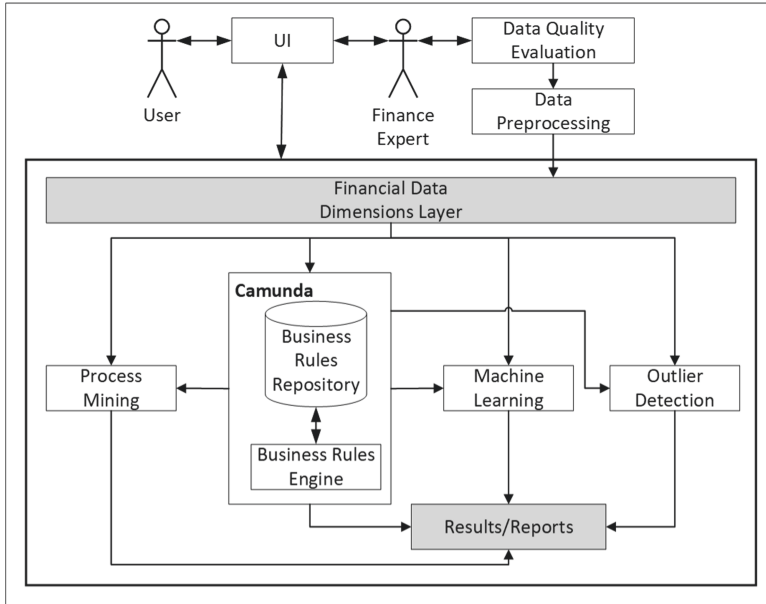 UI
Data Quality
Evaluation
User
Finance
Expert
Data
Preprocessing
Financial Data
Dimensions Layer
Camunda
Business
Rules
Repository
Business Rules
Engine
Process
Mining
Machine
Learning
Outlier
Detection
Results/Reports